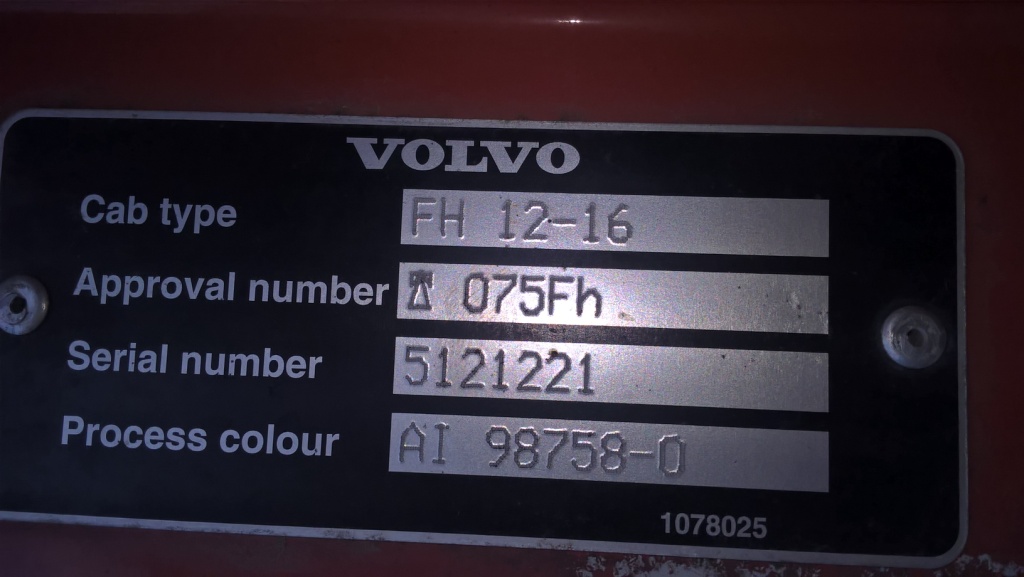 VOLVO
Cab type FH 12-16
Approval number 075Fh
Serial number 5121221
Process colour AI 98758-0
1078025